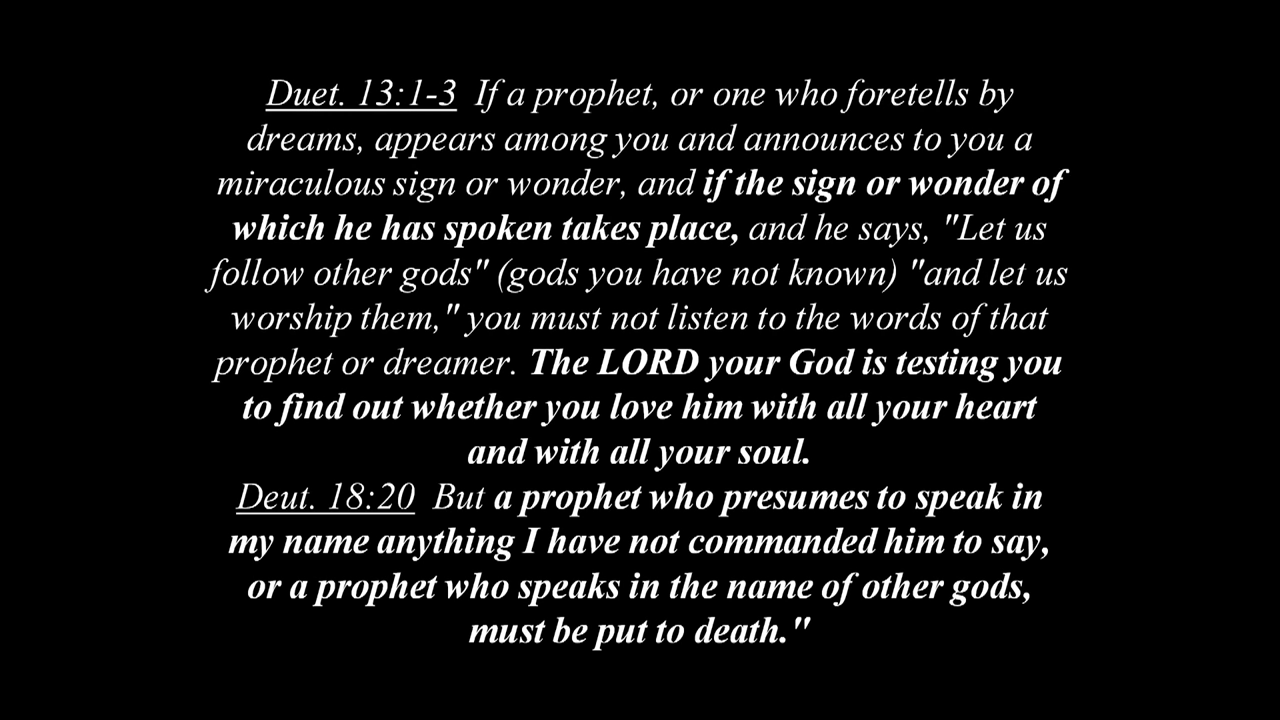 Duet. 13:1-3 If a prophet, or one who foretells by
dreams, appears among you and announces to you a
miraculous sign or wonder, and if the sign or wonder of
which he has spoken takes place, and he says, "Let us
follow other gods" (gods you have not known) "and let us
worship them," you must not listen to the words of that
prophet or dreamer. The LORD your God is testing you
to find out whether you love him with all your heart
and with all your soul.
Deut. 18:20 But a prophet who presumes to speak in
my name anything I have not commanded him to say,
or a prophet who speaks in the name of other gods,
must be put to death."